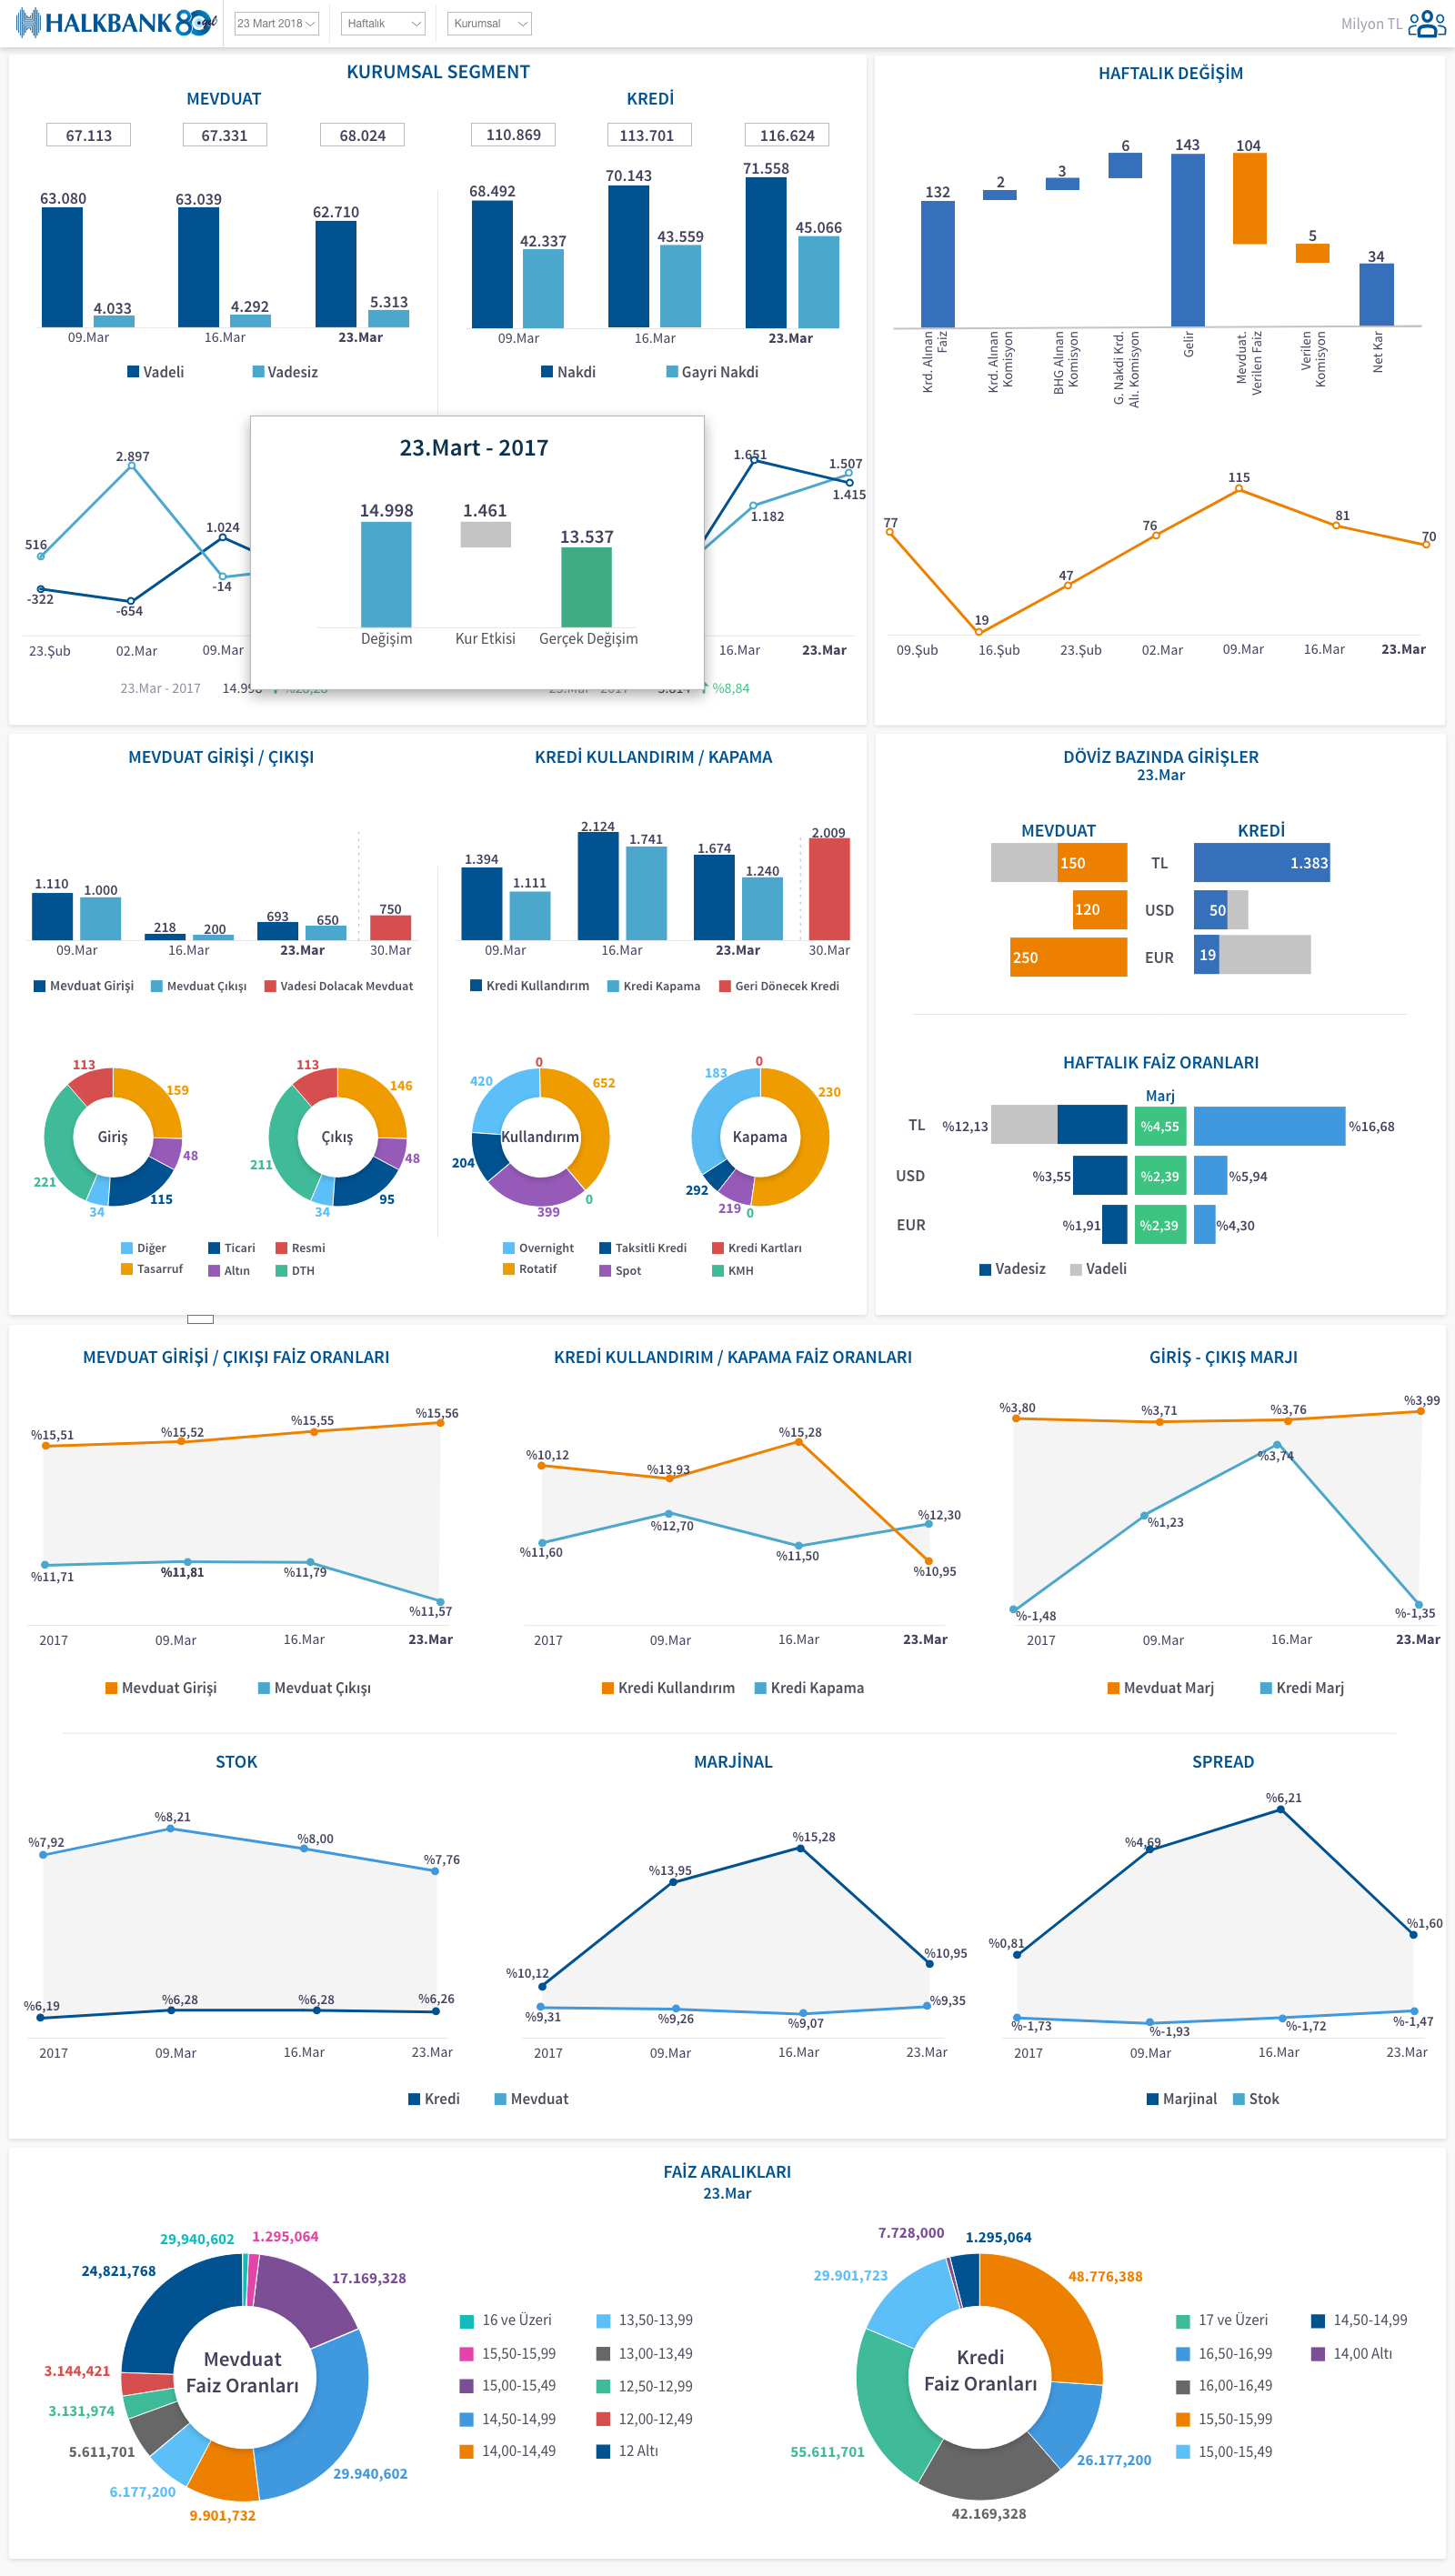 HALKBANK 80.yıl
23 Mart 2018
Haftalık
Kurumsal
Milyon TL
KURUMSAL SEGMENT
MEVDUAT
KREDİ
67.113
67.331
68.024
110.869
113.701
116.624
63.080
4.033
63.039
4.292
62.710
5.313
68.492
42.337
70.143
43.559
71.558
45.066
09.Mar
16.Mar
23.Mar
09.Mar
16.Mar
23.Mar
Vadeli
Vadesiz
Nakdi
Gayri Nakdi
516
2.897
1.024
-322
-654
-14
1.651
1.182
1.507
1.415
23.Şub
02.Mar
09.Mar
16.Mar
23.Mar
23.Mar - 2017
%8,84
23.Mart - 2017
14.998
1.461
13.537
Değişim
Kur Etkisi
Gerçek Değişim
HAFTALIK DEĞİŞİM
132
2
3
6
143
104
5
34
Krd. Alınan
Faiz
Krd. Alınan
Komisyon
BHG Alınan
Komisyon
G. Nakdi Krd.
Alı. Komisyon
Gelir
Mevduat.
Verilen Faiz
Verilen
Komisyon
Net Kar
77
19
47
76
115
81
70
09.Şub
16.Şub
23.Şub
02.Mar
09.Mar
16.Mar
23.Mar
MEVDUAT GİRİŞİ / ÇIKIŞI
1.110
1.000
218
200
693
650
750
09.Mar
16.Mar
23.Mar
30.Mar
Mevduat Girişi
Mevduat Çıkışı
Vadesi Dolacak Mevduat
KREDİ KULLANDIRIM / KAPAMA
1.394
1.111
2.124
1.741
1.674
1.240
2.009
09.Mar
16.Mar
23.Mar
30.Mar
Kredi Kullandırım
Kredi Kapama
Geri Dönecek Kredi
113
159
48
115
34
221
Giriş
113
146
48
95
34
211
Çıkış
Diğer
Ticari
Resmi
Tasarruf
Altın
DTH
0
420
652
204
399
0
Kullandırım
0
183
230
292
219
0
Kapama
Overnight
Taksitli Kredi
Kredi Kartları
Rotatif
Spot
KMH
DÖVİZ BAZINDA GİRİŞLER
23.Mar
MEVDUAT
KREDİ
150
TL
1.383
120
USD
50
250
EUR
19
HAFTALIK FAİZ ORANLARI
Marj
TL
%12,13
%4,55
%16,68
USD
%3,55
%2,39
%5,94
EUR
%1,91
%2,39
%4,30
Vadesiz
Vadeli
MEVDUAT GİRİŞİ / ÇIKIŞI FAİZ ORANLARI
%15,51
%15,52
%15,55
%15,56
%11,71
%11,81
%11,79
%11,57
2017
09.Mar
16.Mar
23.Mar
Mevduat Girişi
Mevduat Çıkışı
KREDİ KULLANDIRIM / KAPAMA FAİZ ORANLARI
%10,12
%13,93
%15,28
%12,30
%11,60
%12,70
%11,50
%10,95
2017
09.Mar
16.Mar
23.Mar
Kredi Kullandırım
Kredi Kapama
GİRİŞ - ÇIKIŞ MARJI
%3,80
%3,71
%3,76
%3,99
%-1,48
%1,23
%3,74
%-1,35
2017
09.Mar
16.Mar
23.Mar
Mevduat Marj
Kredi Marj
STOK
%7,92
%8,21
%8,00
%7,76
%6,19
%6,28
%6,28
%6,26
2017
09.Mar
16.Mar
23.Mar
MARJİNAL
%10,12
%13,95
%15,28
%10,95
%9,31
%9,26
%9,07
%9,35
2017
09.Mar
16.Mar
23.Mar
Kredi
Mevduat
SPREAD
%0,81
%4,69
%6,21
%1,60
%-1,73
%-1,93
%-1,72
%-1,47
2017
09.Mar
16.Mar
23.Mar
Marjinal
Stok
FAİZ ARALIKLARI
23.Mar
29,940,602
1.295,064
24,821,768
17.169,328
3.144,421
3.131,974
5.611,701
6.177,200
9.901,732
29.940,602
Mevduat
Faiz Oranları
16 ve Üzeri
13,50-13,99
15,50-15,99
13,00-13,49
15,00-15,49
12,50-12,99
14,50-14,99
12,00-12,49
14,00-14,49
12 Altı
7.728,000
1.295,064
29.901,723
48.776,388
55.611,701
26.177,200
42.169,328
Kredi
Faiz Oranları
17 ve Üzeri
14,50-14,99
16,50-16,99
14,00 Altı
16,00-16,49
15,50-15,99
15,00-15,49